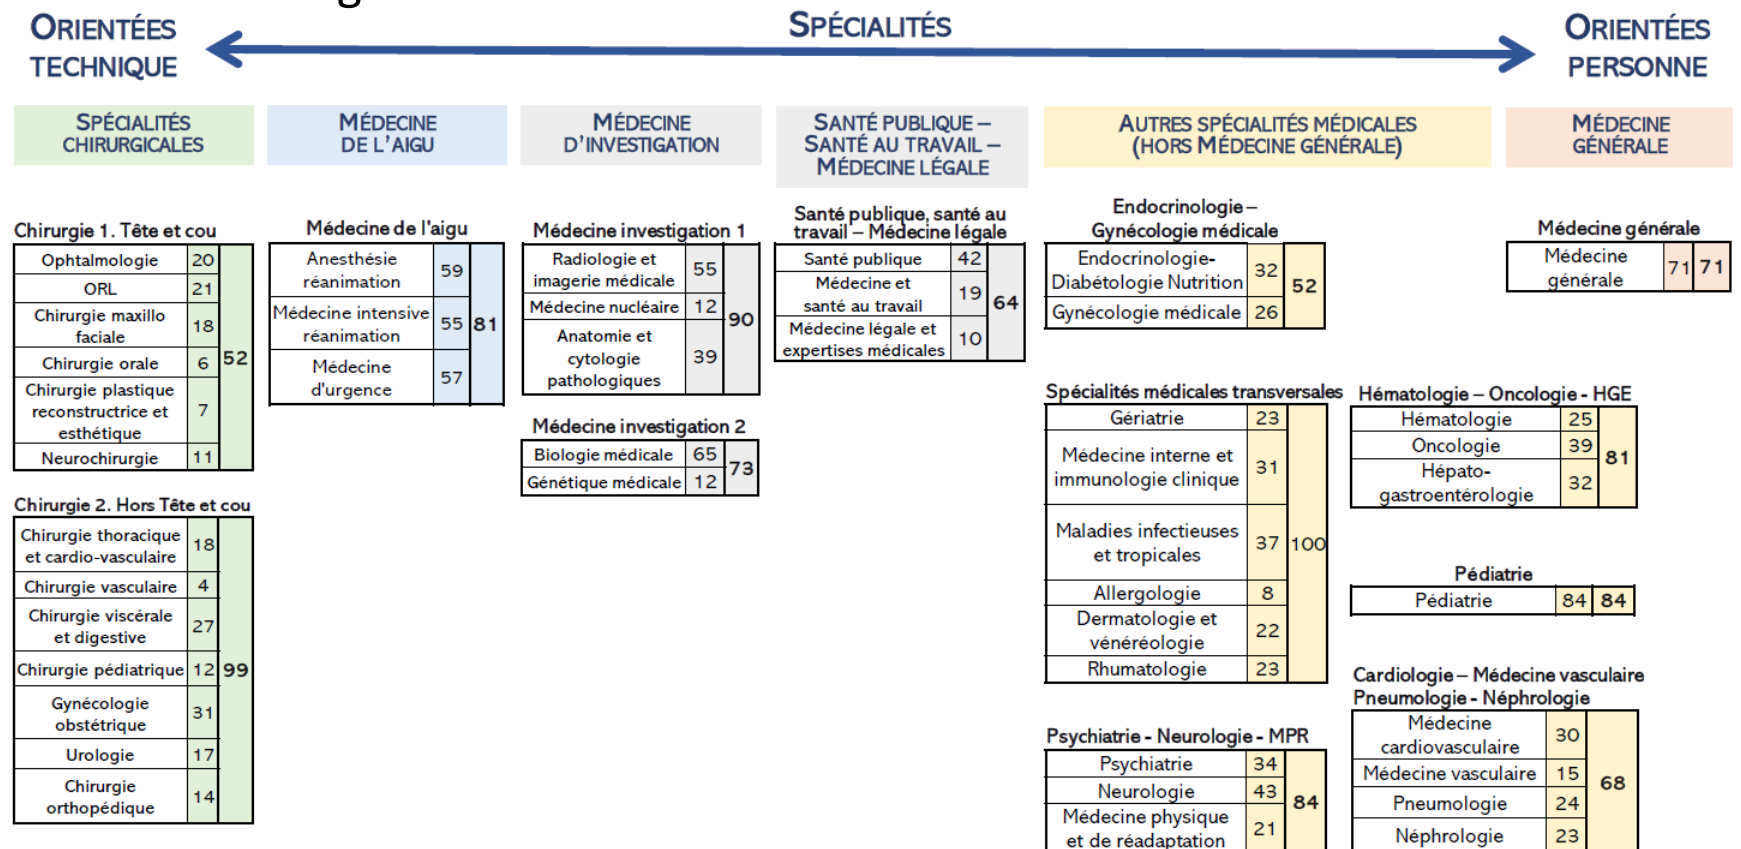 ORIENTÉES
TECHNIQUE
SPÉCIALITÉS
ORIENTÉES
PERSONNE
SPÉCIALITÉS
CHIRURGICALES
MÉDECINE
DE L'AIGU
MÉDECINE
D'INVESTIGATION
SANTÉ PUBLIQUE –
SANTÉ AU TRAVAIL –
MÉDECINE LÉGALE
AUTRES SPÉCIALITÉS MÉDICALES
(HORS MÉDECINE GÉNÉRALE)
MÉDECINE
GÉNÉRALE
Chirurgie 1. Tête et cou
Ophtalmologie 20
ORL 21
Chirurgie maxillo
faciale 18
Chirurgie orale 6
52
Chirurgie plastique
reconstructrice et
esthétique 7
Neurochirurgie 11
Chirurgie 2. Hors Tête et cou
Chirurgie thoracique
et cardio-vasculaire 18
Chirurgie vasculaire 4
Chirurgie viscérale
et digestive 27
Chirurgie pédiatrique 12 99
Gynécologie
obstétrique 31
Urologie 17
Chirurgie
orthopédique 14
Médecine de l'aigu
Anesthésie
réanimation 59
Médecine intensive
réanimation 55 81
Médecine
d'urgence 57
Médecine investigation 1
Radiologie et
imagerie médicale 55
Médecine nucléaire 12
90
Anatomie et
cytologie
pathologiques 39
Médecine investigation 2
Biologie médicale 65
73
Génétique médicale 12
Santé publique, santé au
travail – Médecine légale
Santé publique 42
Médecine et
santé au travail 19
64
Médecine légale et
expertises médicales 10
Endocrinologie –
Gynécologie médicale
Endocrinologie-
Diabétologie Nutrition 32
52
Gynécologie médicale 26
Spécialités médicales transversales
Gériatrie 23
Médecine interne et
immunologie clinique 31
Maladies infectieuses
et tropicales 37 100
Allergologie 8
Dermatologie et
vénéréologie 22
Rhumatologie 23
Psychiatrie - Neurologie - MPR
Psychiatrie 34
Neurologie 43
84
Médecine physique
et de réadaptation 21
Hématologie – Oncologie - HGE
Hématologie 25
Oncologie 39
81
Hépato-
gastroentérologie 32
Pédiatrie
Pédiatrie 84 84
Cardiologie – Médecine vasculaire
Pneumologie - Néphrologie
Médecine
cardiovasculaire 30
Médecine vasculaire 15
68
Pneumologie 24
Néphrologie 23
Médecine générale
Médecine
générale 71 71